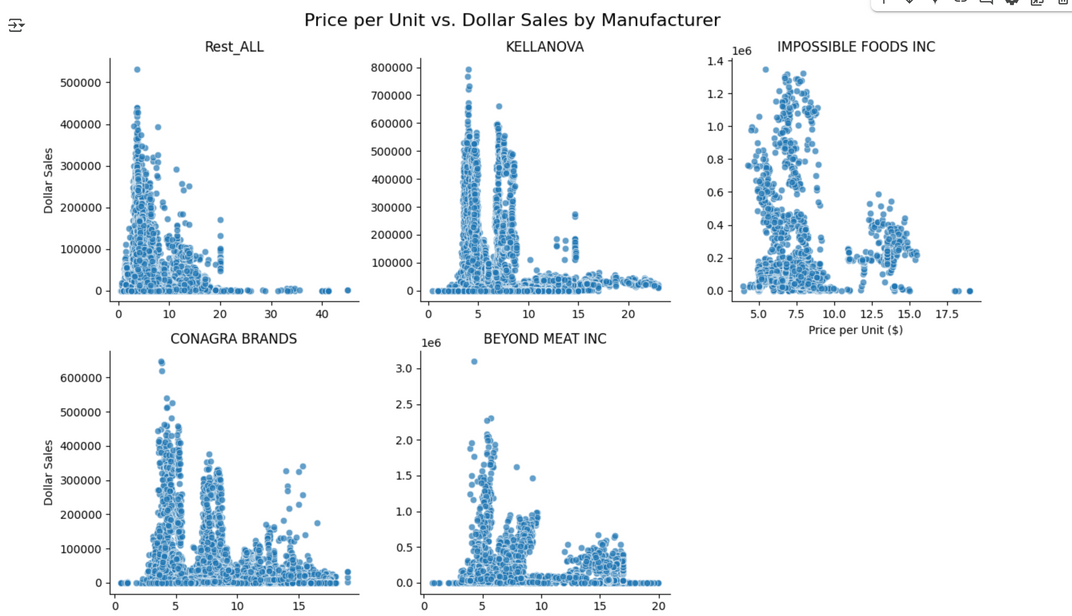 Price per Unit vs. Dollar Sales by Manufacturer
Rest_ALL
500000
400000
300000
200000
100000
0
Dollar Sales
0 10 20 30 40
KELLANOVA
800000
700000
600000
500000
400000
300000
200000
100000
0
0 5 10 15 20
IMPOSSIBLE FOODS INC
1e6
1.4
1.2
1.0
0.8
0.6
0.4
0.2
0.0
5.0 7.5 10.0 12.5 15.0 17.5
Price per Unit ($)
CONAGRA BRANDS
600000
500000
400000
300000
200000
100000
0
Dollar Sales
0 5 10 15
BEYOND MEAT INC
1e6
3.0
2.5
2.0
1.5
1.0
0.5
0.0
0 5 10 15 20